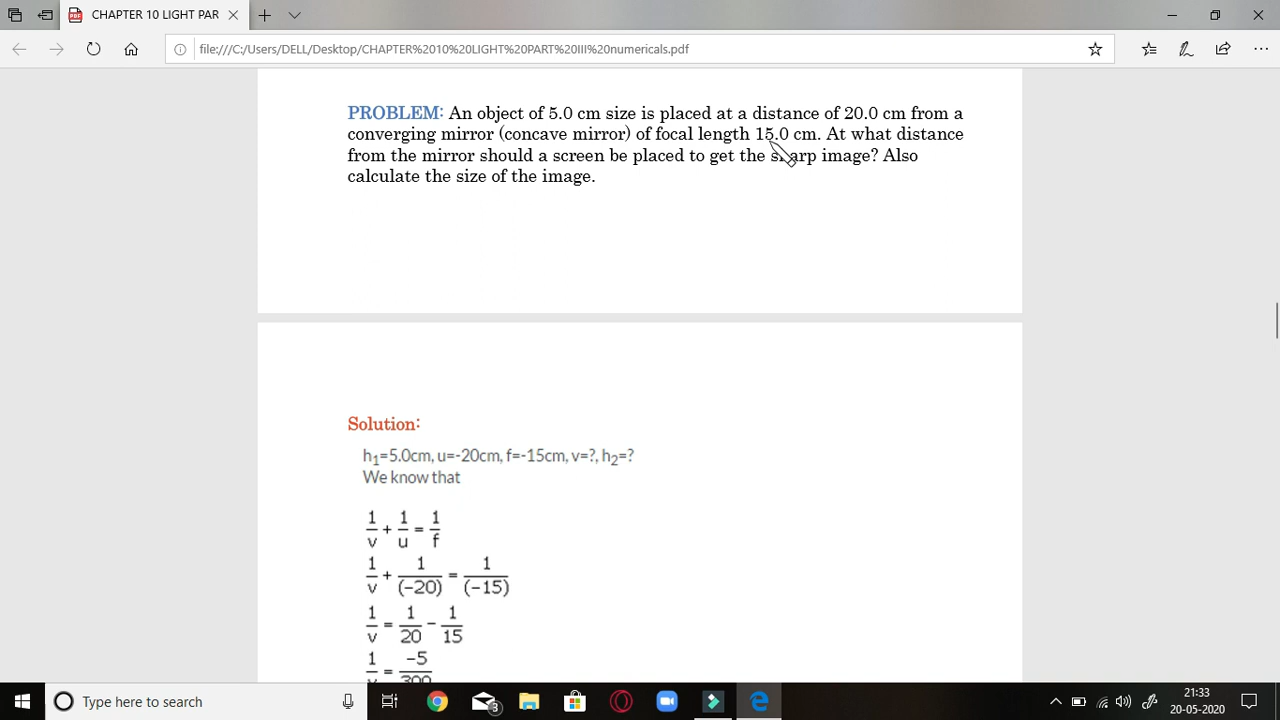 CHAPTER 10 LIGHT PAR
file:///C:/Users/DELL/Desktop/CHAPTER%2010%20LIGHT%20PART%20III%20numericals.pdf
PROBLEM: An object of 5.0 cm size is placed at a distance of 20.0 cm from a
converging mirror (concave mirror) of focal length 15.0 cm. At what distance
from the mirror should a screen be placed to get the sharp image? Also
calculate the size of the image.
Solution:
h₁=5.0cm, u=-20cm, f=-15cm, v=?, h₂=?
We know that
1/v + 1/u = 1/f
1/v + 1/(−20) = 1/(−15)
1/v = 1/20 − 1/15
1/v = −5/300
Type here to search
3
21:33
20-05-2020